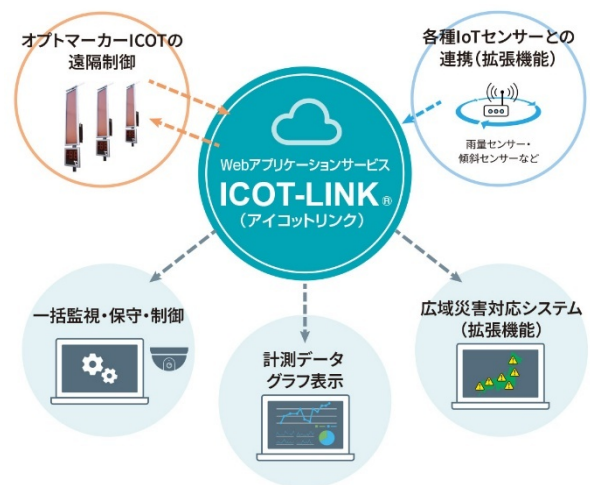 オプトマーカーICOTの
遠隔制御
各種IoTセンサーとの
連携（拡張機能）
雨量センサー・
傾斜センサーなど
Webアプリケーションサービス
ICOT-LINK®
（アイコットリンク）
一括監視・保守・制御
計測データ
グラフ表示
広域災害対応システム
（拡張機能）